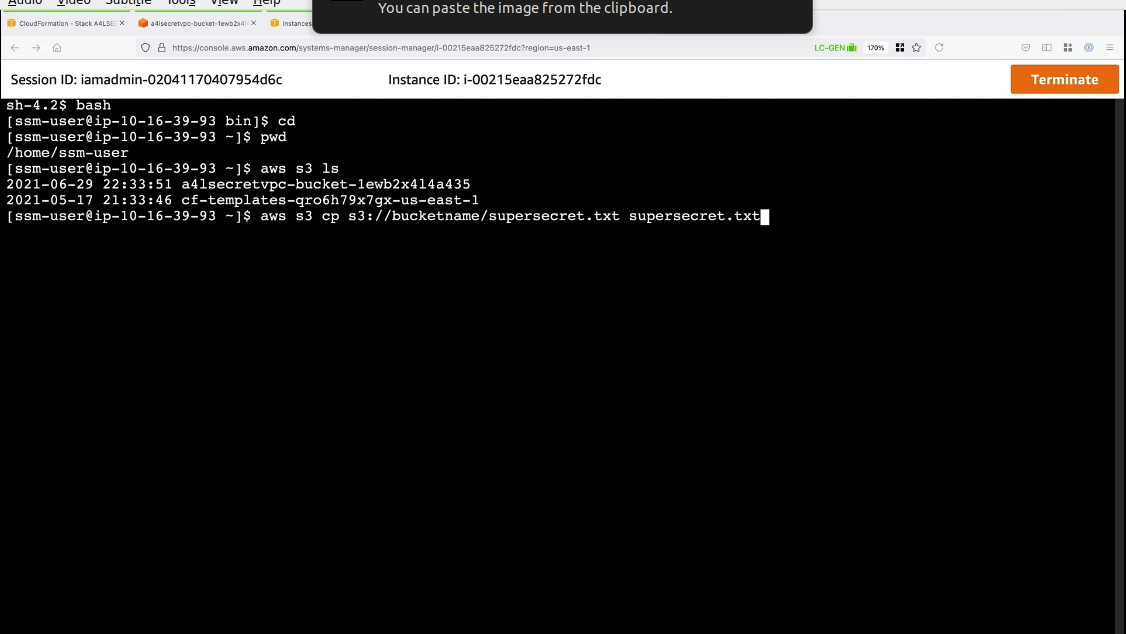 Audio Video Subtitle Tools View Help
You can paste the image from the clipboard.
CloudFormation - Stack A4LSEC
a4lsecretvpc-bucket-1ewb2x4l4
Instances
https://console.aws.amazon.com/systems-manager/session-manager/i-00215eaa825272fdc?region=us-east-1
LC-GEN
170%
Session ID: iamadmin-02041170407954d6c
Instance ID: i-00215eaa825272fdc
Terminate
sh-4.2$ bash
[ssm-user@ip-10-16-39-93 bin]$ cd
[ssm-user@ip-10-16-39-93 ~]$ pwd
/home/ssm-user
[ssm-user@ip-10-16-39-93 ~]$ aws s3 ls
2021-06-29 22:33:51 a4lsecretvpc-bucket-1ewb2x4l4a435
2021-05-17 21:33:46 cf-templates-qro6h79x7gx-us-east-1
[ssm-user@ip-10-16-39-93 ~]$ aws s3 cp s3://bucketname/supersecret.txt supersecret.txt